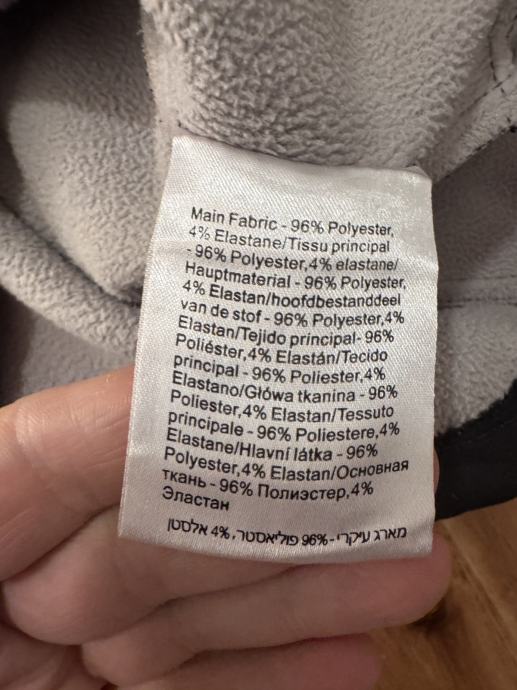 Main Fabric - 96% Polyester,
4% Elastane/Tissu principal
- 96% Polyester,4% elastane/
Hauptmaterial - 96% Polyester,
4% Elastan/hoofdbestanddeel
van de stof - 96% Polyester,4%
Elastan/Tejido principal- 96%
Poliéster,4% Elastán/Tecido
principal - 96% Poliester,4%
Elastano/Główa tkanina - 96%
Poliester,4% Elastan/Tessuto
principale - 96% Poliestere,4%
Elastane/Hlavní látka - 96%
Polyester,4% Elastan/Основная
ткань - 96% Полиэстер,4%
Эластан
מארג עיקרי - 96% פוליאסטר, 4% אלסטן